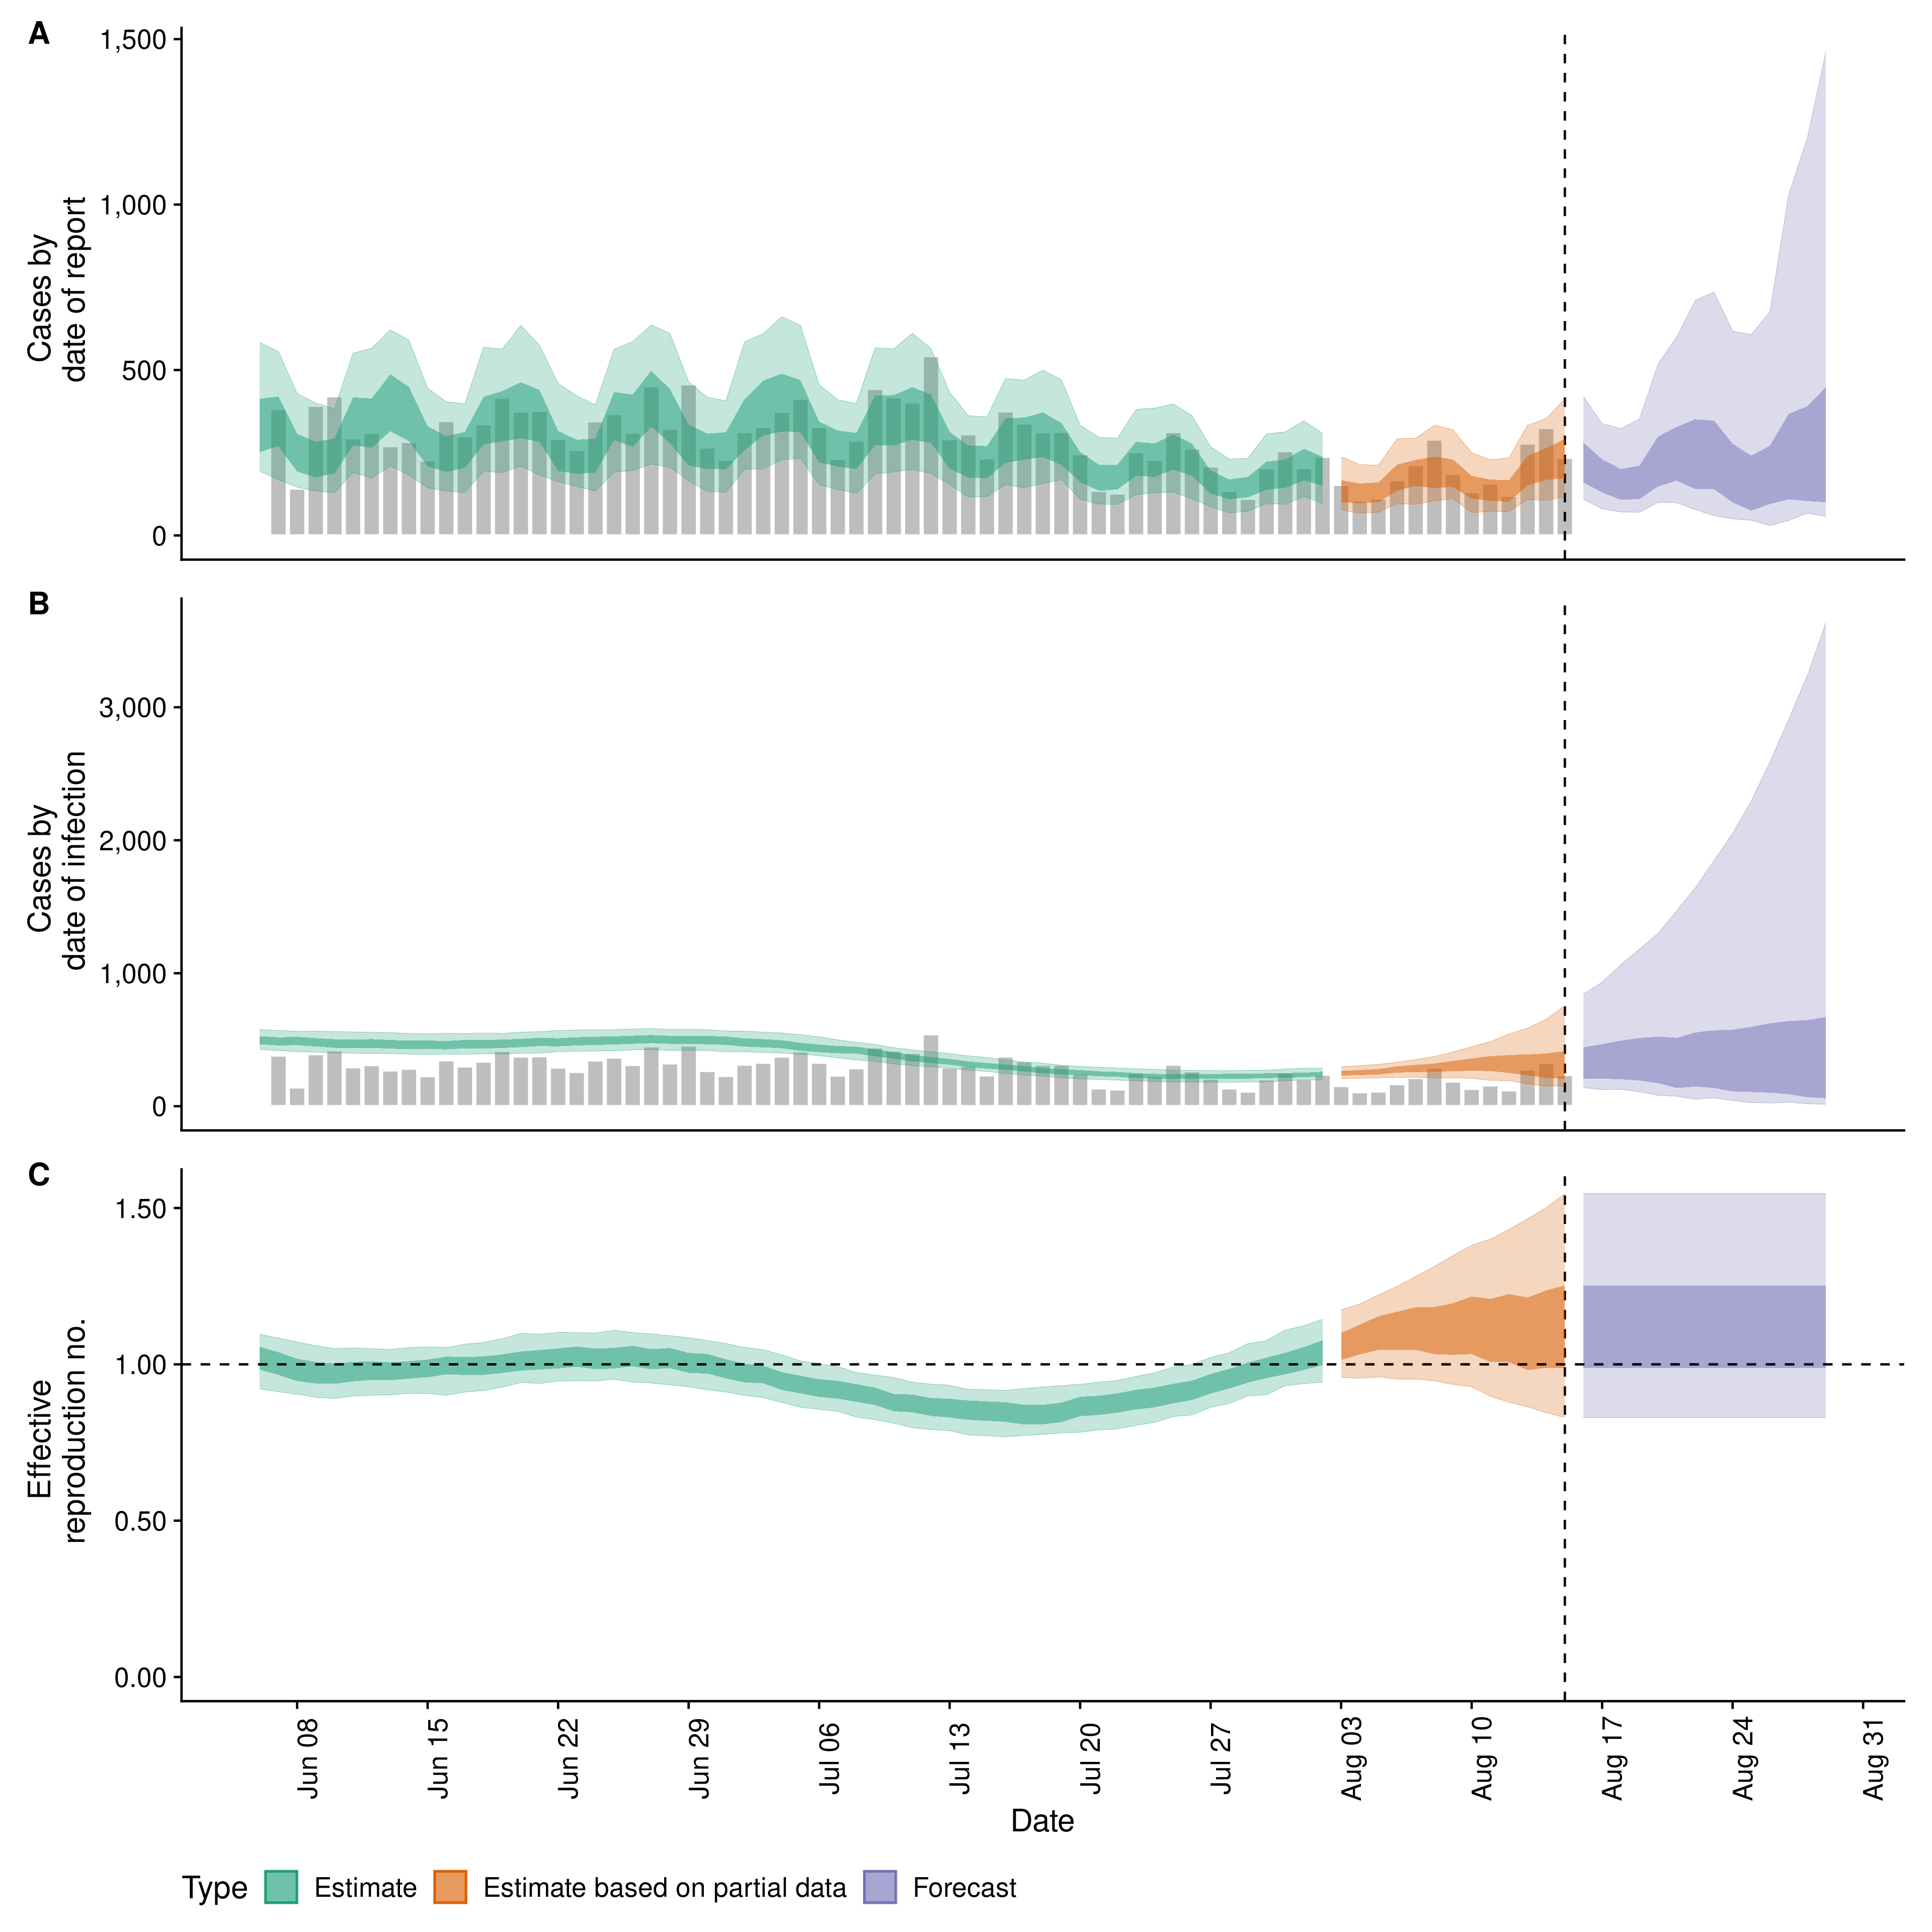 A
1,500
1,000
500
0
Cases by
date of report
B
3,000
2,000
1,000
0
Cases by
date of infection
C
1.50
1.00
0.50
0.00
Effective
reproduction no.
Jun 08
Jun 15
Jun 22
Jun 29
Jul 06
Jul 13
Jul 20
Jul 27
Aug 03
Aug 10
Aug 17
Aug 24
Aug 31
Date
Type
Estimate
Estimate based on partial data
Forecast